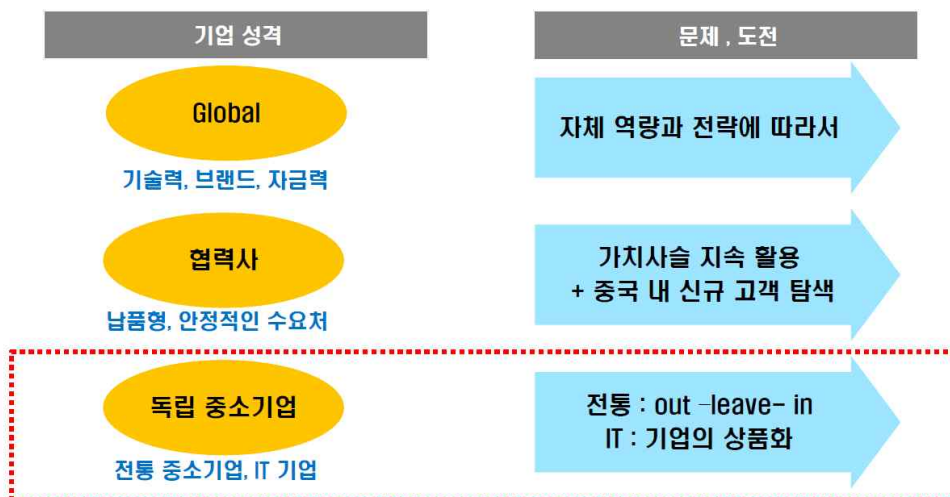 기업 성격
문제 , 도전
Global
기술력, 브랜드, 자금력
자체 역량과 전략에 따라서
협력사
납품형, 안정적인 수요처
가치사슬 지속 활용
+ 중국 내 신규 고객 탐색
독립 중소기업
전통 중소기업, IT 기업
전통 : out –leave- in
IT : 기업의 상품화